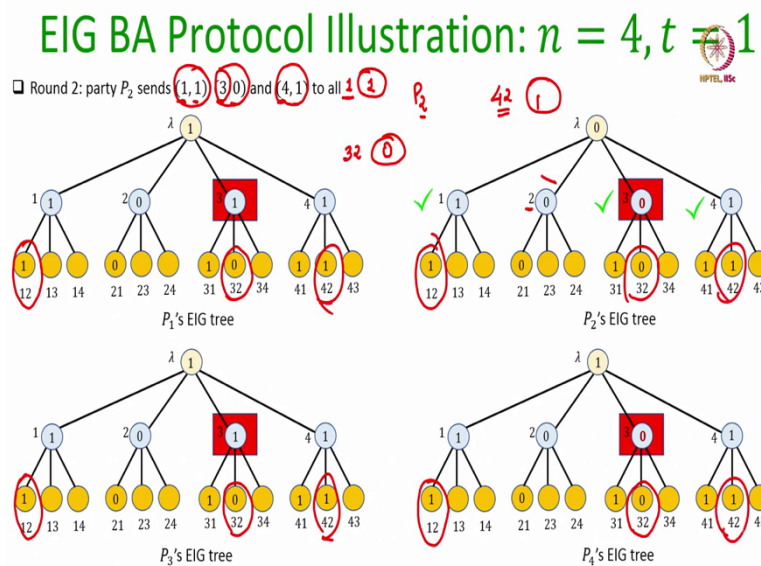 EIG BA Protocol Illustration: n = 4, t = 1
NPTEL, IISc
❑ Round 2: party P₂ sends (1, 1) (3, 0) and (4, 1) to all
1 1 P₂ 42 1
32 0
λ 1 λ 0
1 1 2 0 3 1 4 1 1 1 2 0 3 0 4 1
1 0 1 0 1 1 1 0 1 0 1 1
12 13 14 21 23 24 31 32 34 41 42 43 12 13 14 21 23 24 31 32 34 41 42 43
P₁'s EIG tree P₂'s EIG tree
λ 1 λ 1
1 1 2 0 3 1 4 1 1 1 2 0 3 0 4 1
1 0 1 0 1 1 1 0 1 0 1 1
12 13 14 21 23 24 31 32 34 41 42 43 12 13 14 21 23 24 31 32 34 41 42 43
P₃'s EIG tree P₄'s EIG tree